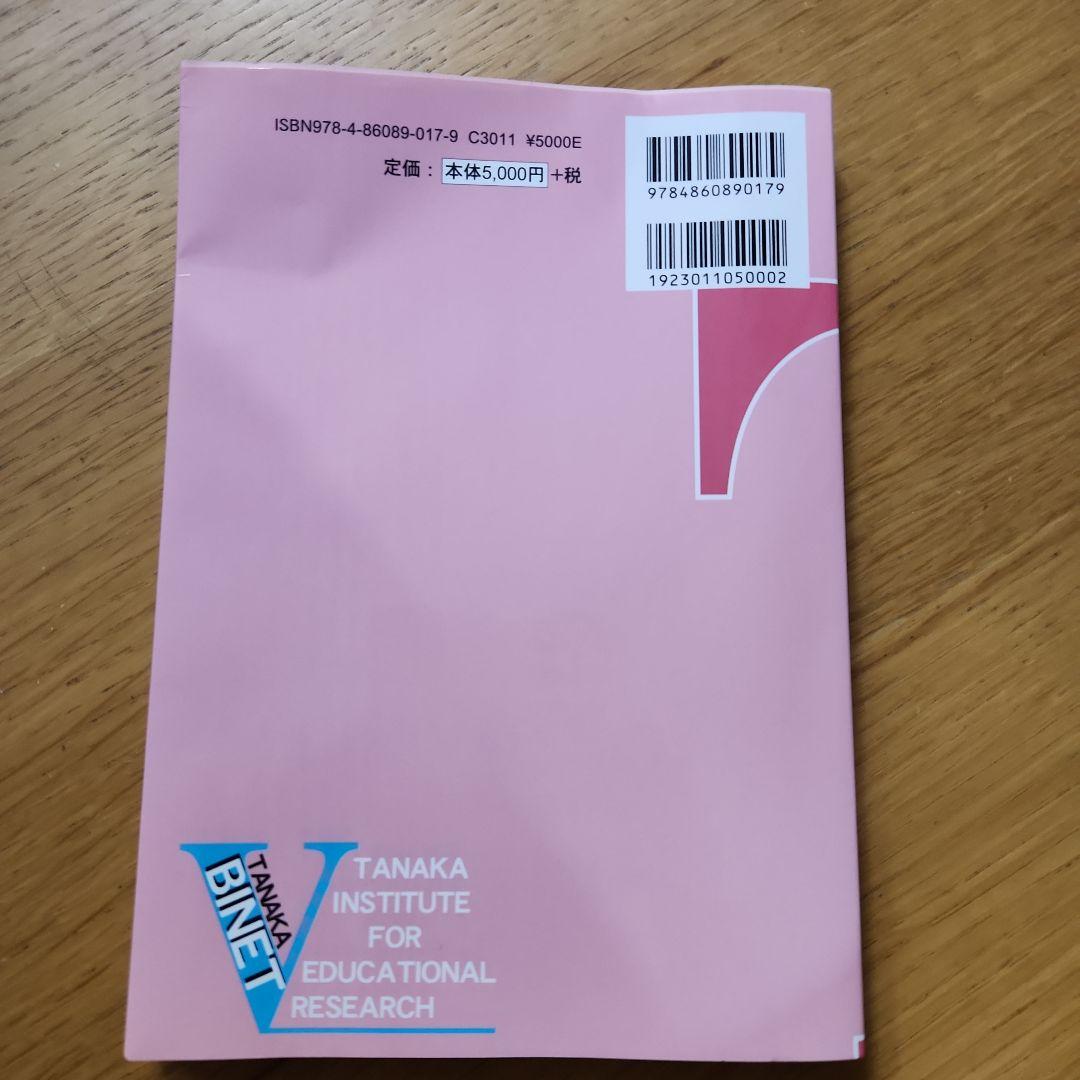 ISBN978-4-86089-017-9 C3011 ¥5000E
定価：本体5,000円+税
9784860890179
1923011050002
TANAKA
BINET
V
TANAKA
INSTITUTE
FOR
EDUCATIONAL
RESEARCH